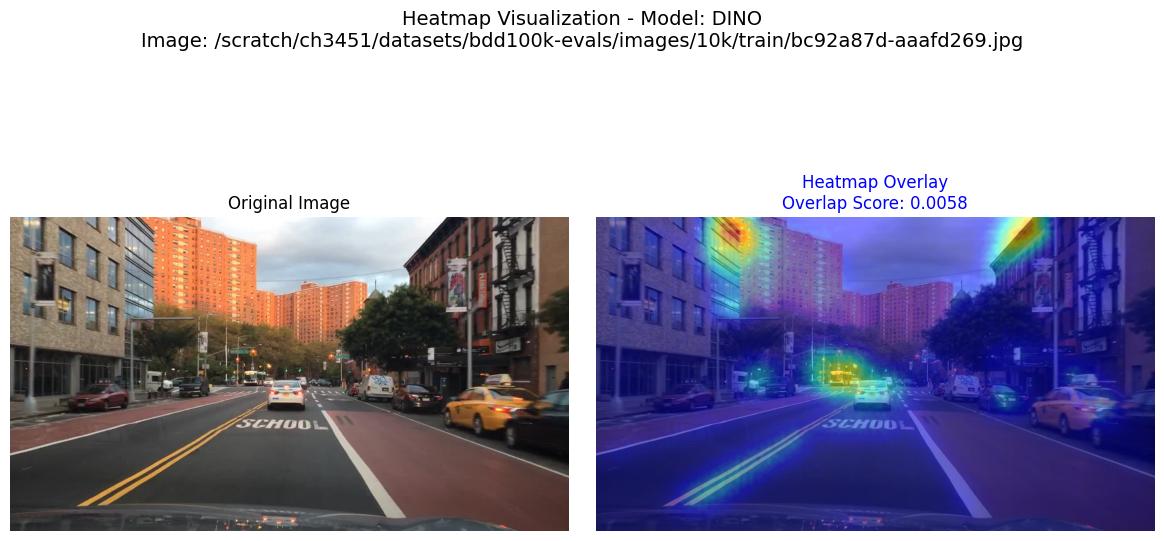 Heatmap Visualization - Model: DINO
Image: /scratch/ch3451/datasets/bdd100k-evals/images/10k/train/bc92a87d-aaafd269.jpg
Original Image
Heatmap Overlay
Overlap Score: 0.0058
SCHOOL
SCHOOL